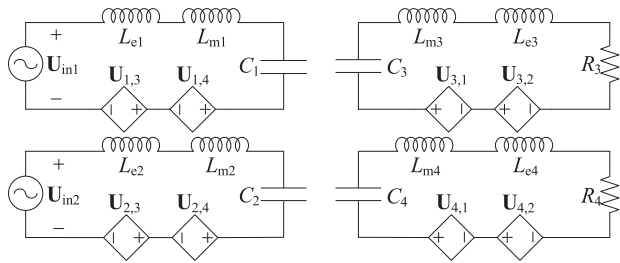 + L_e1 L_m1
U_in1 U_1,3 U_1,4 C_1
−
| + | +
L_m3 L_e3
C_3 U_3,1 U_3,2 R_3
+ | + |
+ L_e2 L_m2
U_in2 U_2,3 U_2,4 C_2
−
| + | +
L_m4 L_e4
C_4 U_4,1 U_4,2 R_4
| + + |